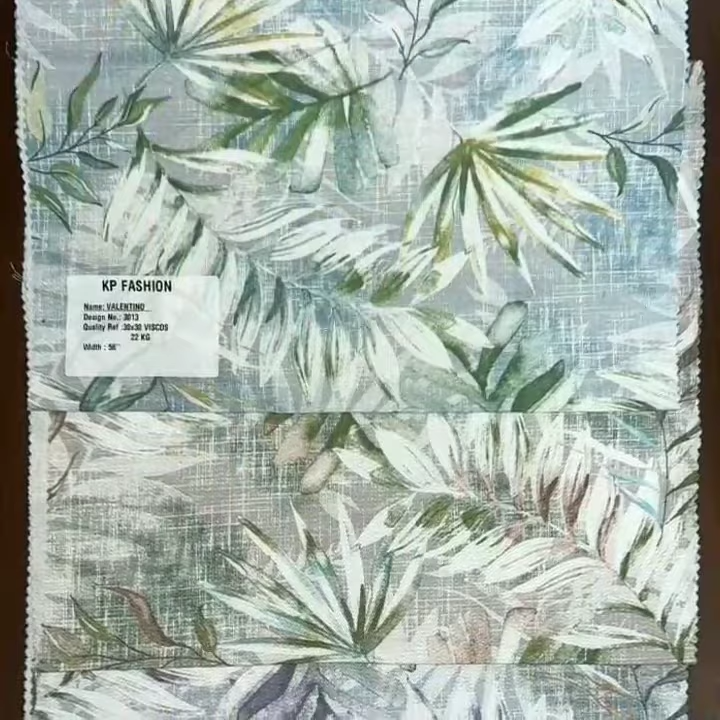 KP FASHION
Name: VALENTINO
Design No.: 3013
Quality Ref :30x30 VISCOS
22 KG
Width : 56"